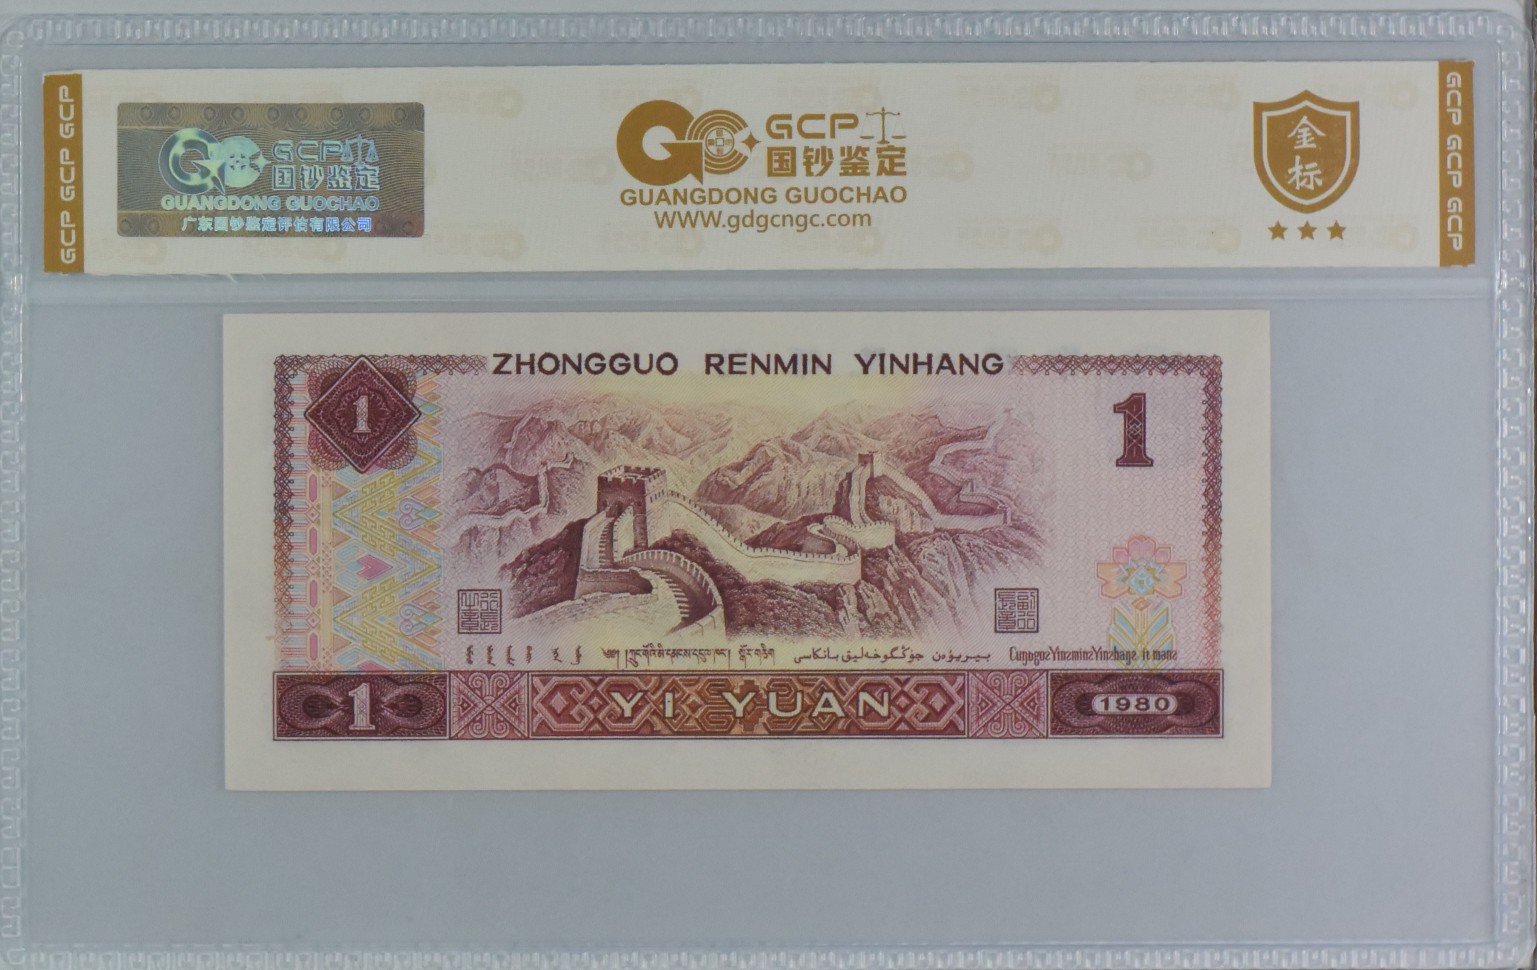 GCP GCP GCP
GCP
国钞鉴定
GUANGDONG GUOCHAO
广东国钞鉴定评估有限公司
GCP
国钞鉴定
GUANGDONG GUOCHAO
WWW.gdgcngc.com
金
标
GCP GCP GCP
ZHONGGUO RENMIN YINHANG
1
1
1
YI YUAN
1980